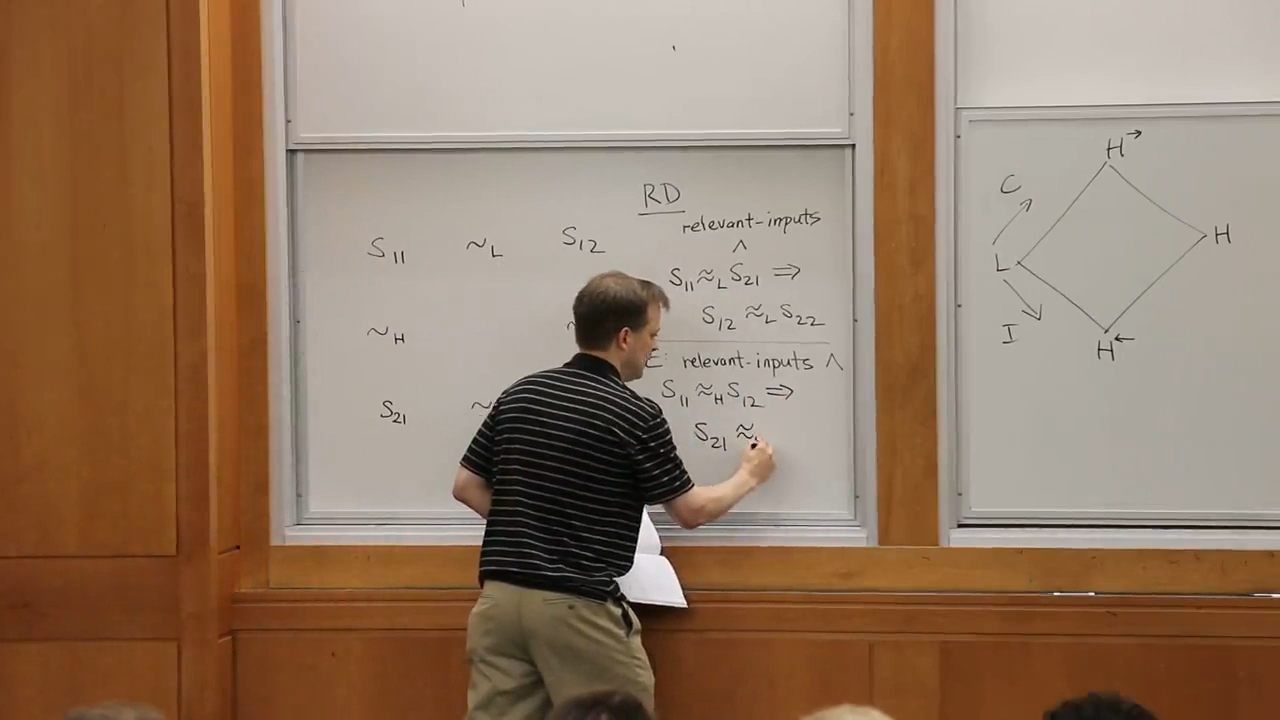 RD
relevant-inputs
∧
S₁₁ ~L S₁₂
S₁₁ ≈L S₂₁ ⇒
S₁₂ ≈L S₂₂
~H
relevant-inputs ∧
S₁₁ ≈H S₁₂ ⇒
S₂₁ ~
S₂₁ ≈
H→
C
H
L
I
H←